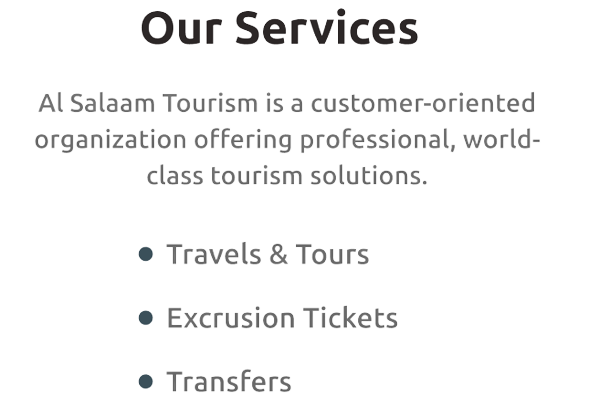 Our Services
Al Salaam Tourism is a customer-oriented
organization offering professional, world-
class tourism solutions.
Travels & Tours
Excrusion Tickets
Transfers